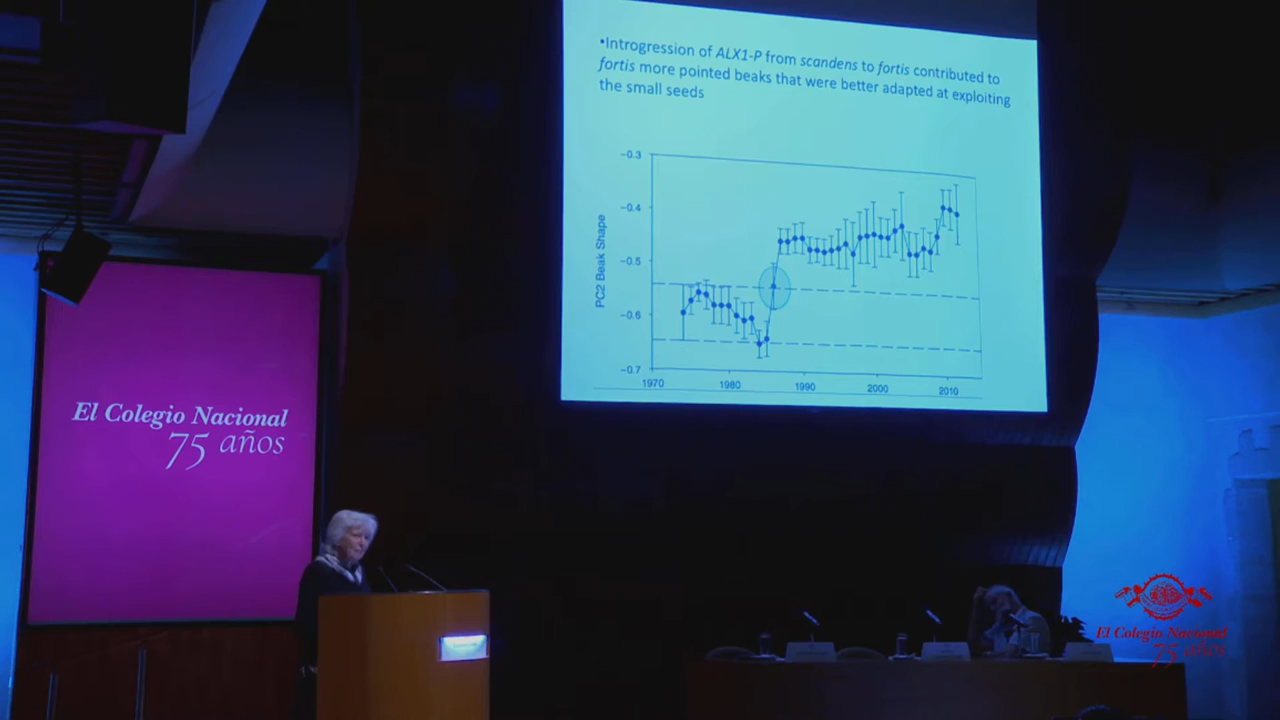 •Introgression of ALX1-P from scandens to fortis contributed to
fortis more pointed beaks that were better adapted at exploiting
the small seeds
PC2 Beak Shape
−0.3
−0.4
−0.5
−0.6
−0.7
1970
1980
1990
2000
2010
El Colegio Nacional
75 años
El Colegio Nacional
75 años